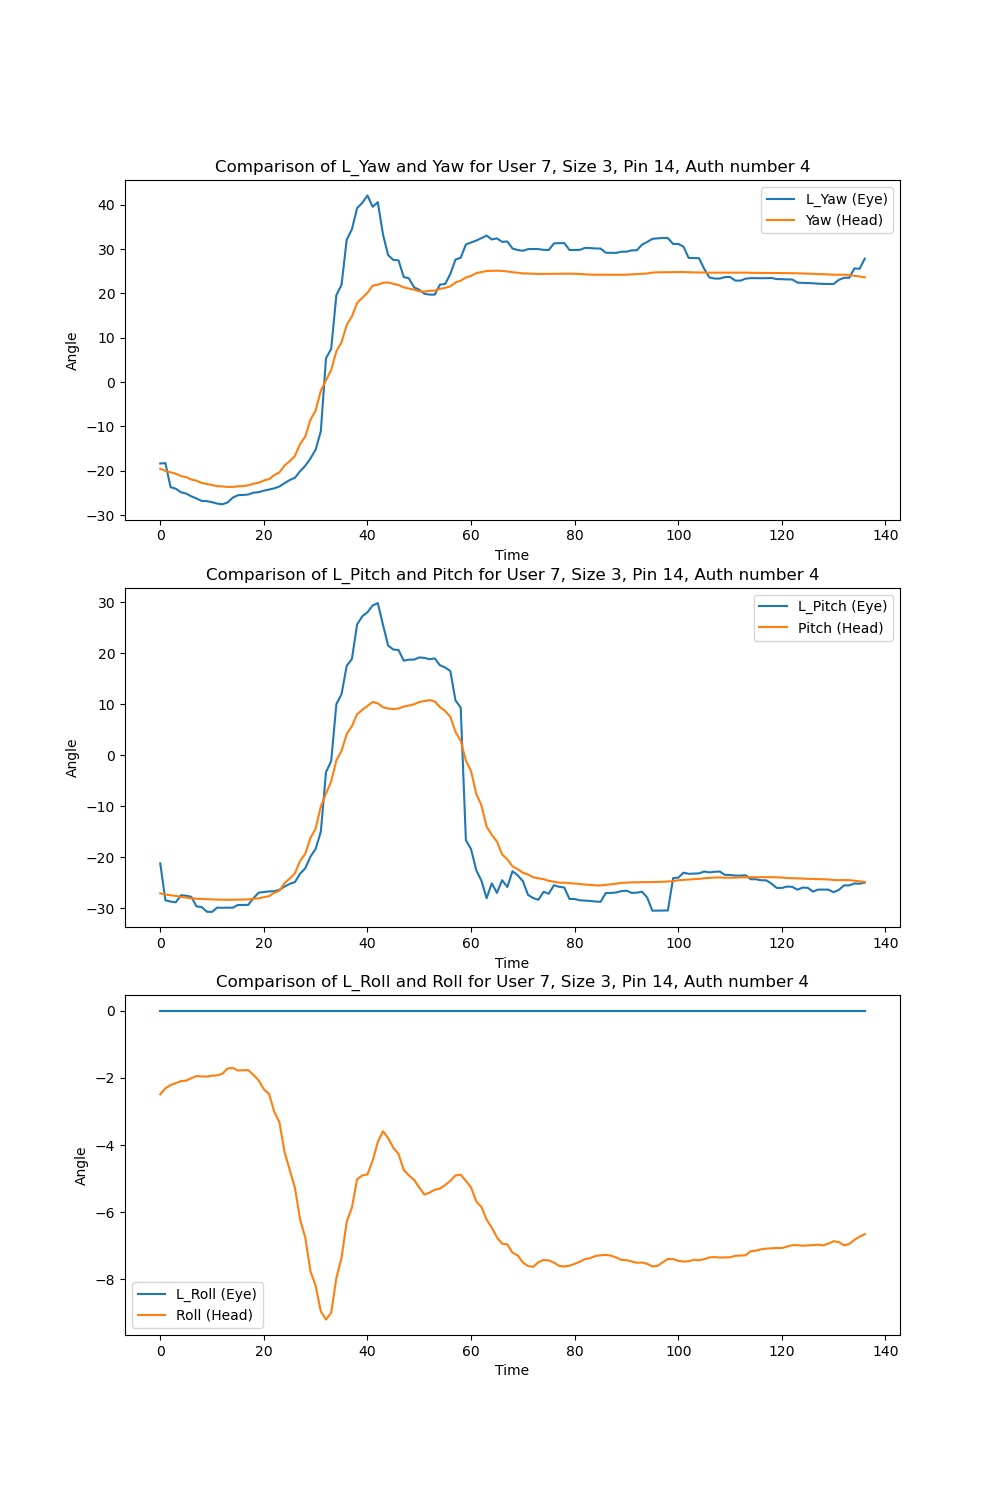 Comparison of L_Yaw and Yaw for User 7, Size 3, Pin 14, Auth number 4
L_Yaw (Eye)
Yaw (Head)
Angle
40
30
20
10
0
−10
−20
−30
0 20 40 60 80 100 120 140
Time
Comparison of L_Pitch and Pitch for User 7, Size 3, Pin 14, Auth number 4
L_Pitch (Eye)
Pitch (Head)
Angle
30
20
10
0
−10
−20
−30
0 20 40 60 80 100 120 140
Time
Comparison of L_Roll and Roll for User 7, Size 3, Pin 14, Auth number 4
Angle
0
−2
−4
−6
−8
L_Roll (Eye)
Roll (Head)
0 20 40 60 80 100 120 140
Time